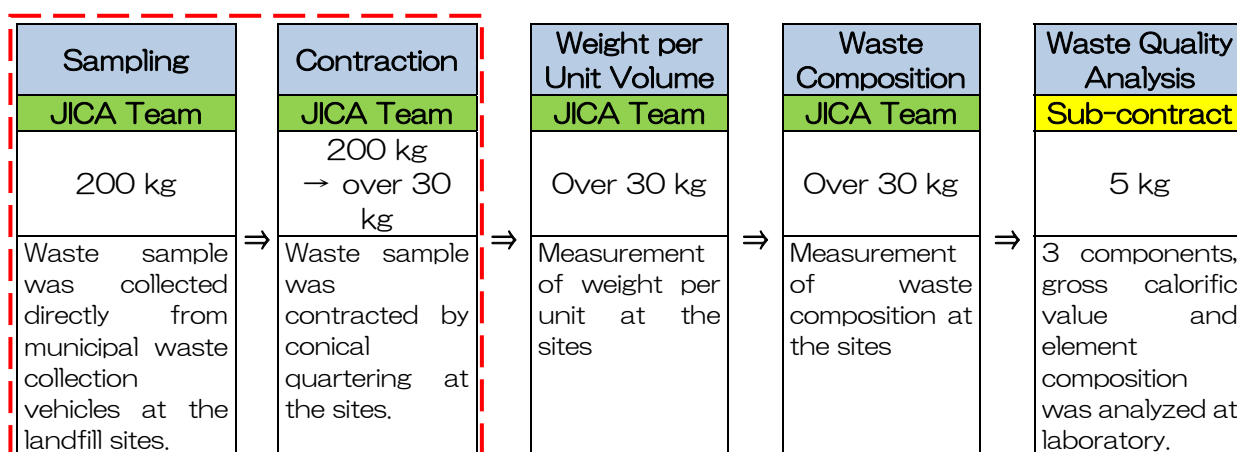 Sampling
JICA Team
200 kg
Waste sample
was collected
directly from
municipal waste
collection
vehicles at the
landfill sites.
⇒
Contraction
JICA Team
200 kg
→ over 30
kg
Waste sample
was
contracted by
conical
quartering at
the sites.
⇒
Weight per
Unit Volume
JICA Team
Over 30 kg
Measurement
of weight per
unit at the
sites
⇒
Waste
Composition
JICA Team
Over 30 kg
Measurement
of waste
composition at
the sites
⇒
Waste Quality
Analysis
Sub-contract
5 kg
3 components,
gross calorific
value and
element
composition
was analyzed at
laboratory.